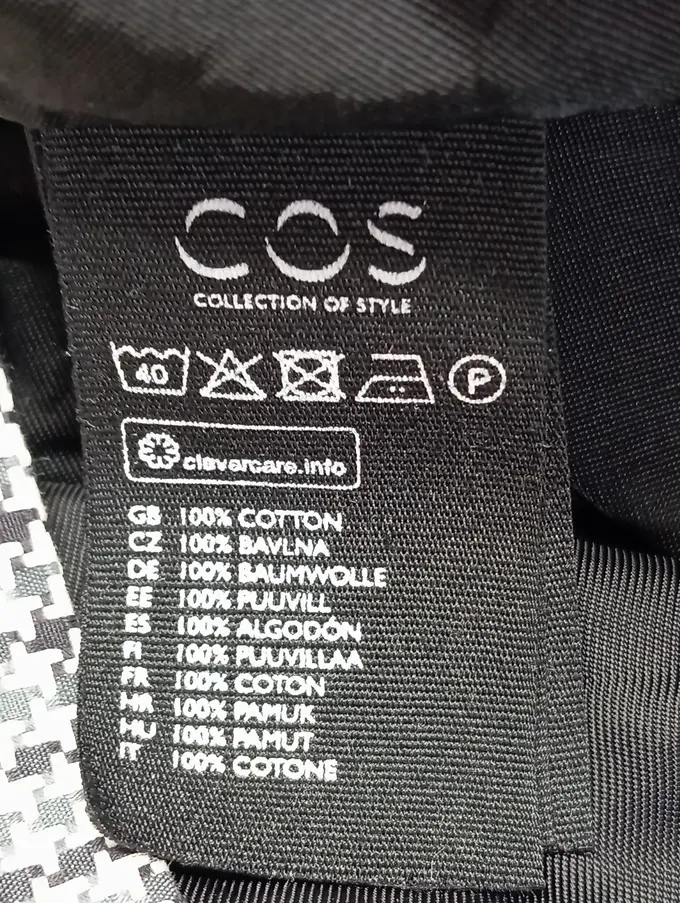 COS
COLLECTION OF STYLE
40 P
clevercare.info
GB 100% COTTON
CZ 100% BAVLNA
DE 100% BAUMWOLLE
EE 100% PUUVILL
ES 100% ALGODÓN
FI 100% PUUVILLAA
FR 100% COTON
HR 100% PAMUK
HU 100% PAMUT
IT 100% COTONE